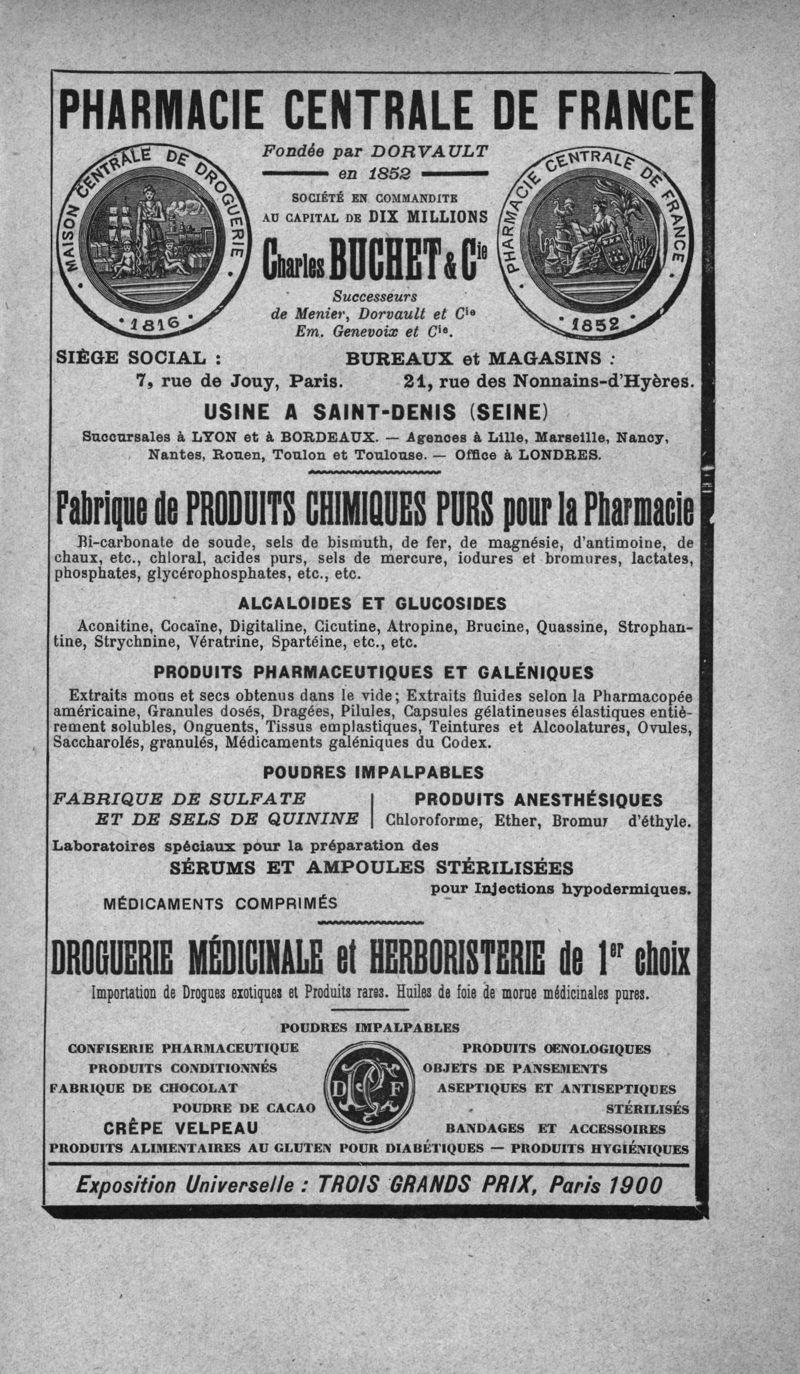 PHARMACIE CENTRALE DE FRANCE
MAISON CENTRALE DE DROGUERIE
• 1816 •
Fondée par DORVAULT
en 1852
SOCIÉTÉ EN COMMANDITE
AU CAPITAL DE DIX MILLIONS
Charles BUCHET & Cie
Successeurs
de Menier, Dorvault et Cie
Em. Genevoix et Cie.
PHARMACIE CENTRALE DE FRANCE
• 1852 •
SIÈGE SOCIAL : BUREAUX et MAGASINS :
7, rue de Jouy, Paris. 21, rue des Nonnains-d'Hyères.
USINE A SAINT-DENIS (SEINE)
Succursales à LYON et à BORDEAUX. — Agences à Lille, Marseille, Nancy,
Nantes, Rouen, Toulon et Toulouse. — Office à LONDRES.
Fabrique de PRODUITS CHIMIQUES PURS pour la Pharmacie
Bi-carbonate de soude, sels de bismuth, de fer, de magnésie, d'antimoine, de
chaux, etc., chloral, acides purs, sels de mercure, iodures et bromures, lactates,
phosphates, glycérophosphates, etc., etc.
ALCALOIDES ET GLUCOSIDES
Aconitine, Cocaïne, Digitaline, Cicutine, Atropine, Brucine, Quassine, Strophan-
tine, Strychnine, Vératrine, Spartéine, etc., etc.
PRODUITS PHARMACEUTIQUES ET GALÉNIQUES
Extraits mous et secs obtenus dans le vide; Extraits fluides selon la Pharmacopée
américaine, Granules dosés, Dragées, Pilules, Capsules gélatineuses élastiques entiè-
rement solubles, Onguents, Tissus emplastiques, Teintures et Alcoolatures, Ovules,
Saccharolés, granulés, Médicaments galéniques du Codex.
POUDRES IMPALPABLES
FABRIQUE DE SULFATE
ET DE SELS DE QUININE
PRODUITS ANESTHÉSIQUES
Chloroforme, Ether, Bromur d'éthyle.
Laboratoires spéciaux pour la préparation des
SÉRUMS ET AMPOULES STÉRILISÉES
pour Injections hypodermiques.
MÉDICAMENTS COMPRIMÉS
DROGUERIE MÉDICINALE et HERBORISTERIE de 1er choix
Importation de Drogues exotiques et Produits rares. Huiles de foie de morue médicinales pures.
POUDRES IMPALPABLES
CONFISERIE PHARMACEUTIQUE
PRODUITS CONDITIONNÉS
FABRIQUE DE CHOCOLAT
POUDRE DE CACAO
CRÊPE VELPEAU
D PC F
PRODUITS ŒNOLOGIQUES
OBJETS DE PANSEMENTS
ASEPTIQUES ET ANTISEPTIQUES
STÉRILISÉS
BANDAGES ET ACCESSOIRES
PRODUITS ALIMENTAIRES AU GLUTEN POUR DIABÉTIQUES — PRODUITS HYGIÉNIQUES
Exposition Universelle : TROIS GRANDS PRIX, Paris 1900